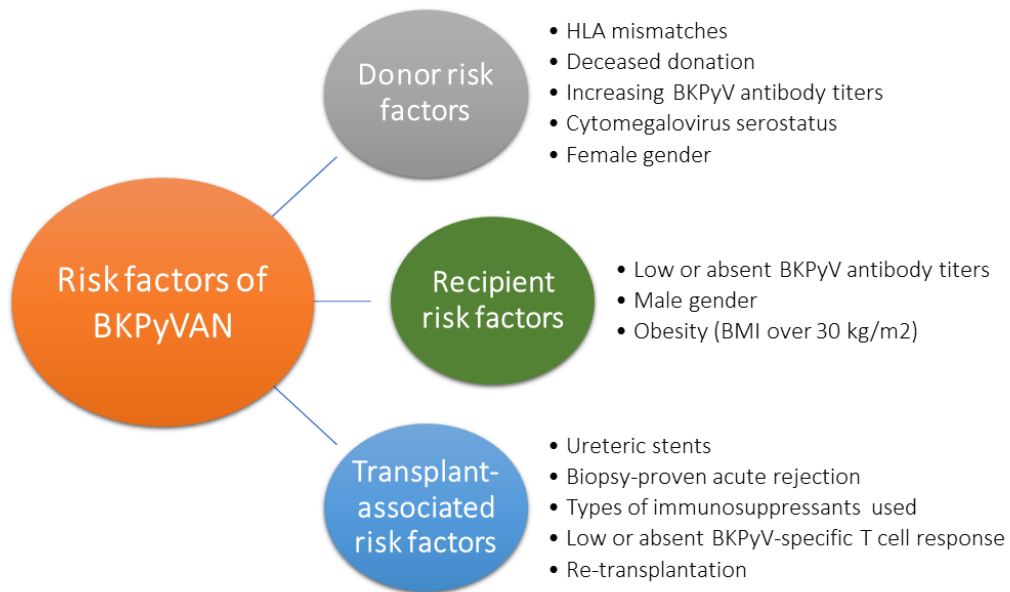 Risk factors of
BKPyVAN
Donor risk
factors
• HLA mismatches
• Deceased donation
• Increasing BKPyV antibody titers
• Cytomegalovirus serostatus
• Female gender
Recipient
risk factors
• Low or absent BKPyV antibody titers
• Male gender
• Obesity (BMI over 30 kg/m2)
Transplant-
associated
risk factors
• Ureteric stents
• Biopsy-proven acute rejection
• Types of immunosuppressants used
• Low or absent BKPyV-specific T cell response
• Re-transplantation